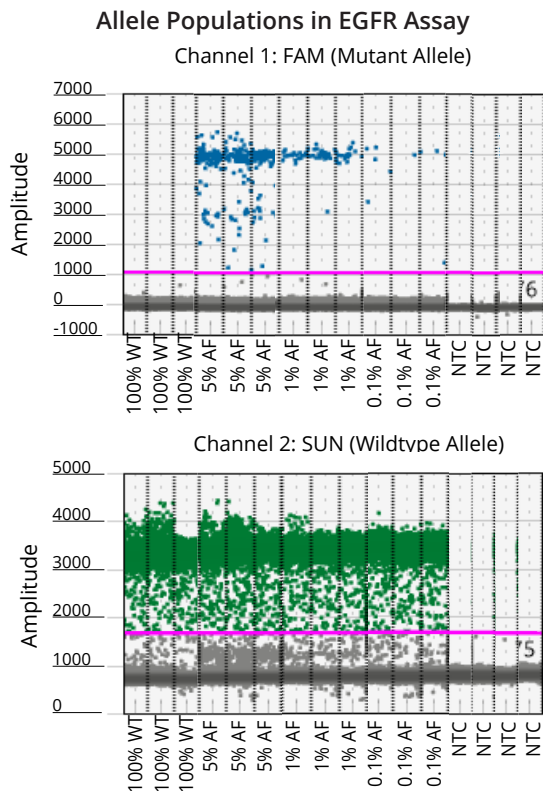 Allele Populations in EGFR Assay
Channel 1: FAM (Mutant Allele)
7000
6000
5000
4000
3000
2000
1000
0
-1000
Amplitude
'6
100% WT
100% WT
100% WT
5% AF
5% AF
5% AF
1% AF
1% AF
1% AF
0.1% AF
0.1% AF
0.1% AF
NTC
NTC
NTC
NTC
Channel 2: SUN (Wildtype Allele)
5000
4000
3000
2000
1000
0
Amplitude
'5
100% WT
100% WT
100% WT
5% AF
5% AF
5% AF
1% AF
1% AF
1% AF
0.1% AF
0.1% AF
0.1% AF
NTC
NTC
NTC
NTC